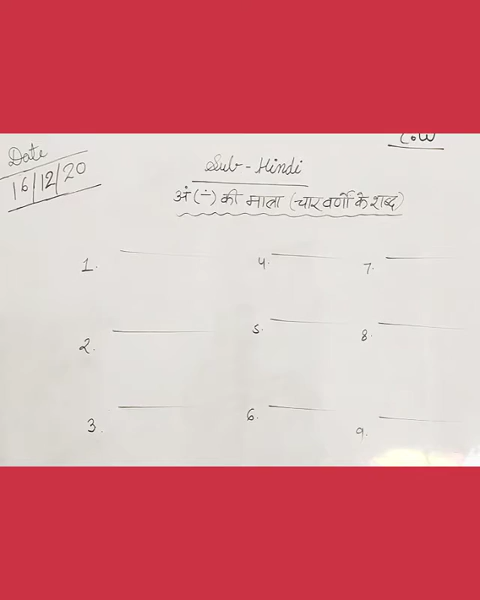 C.W
Date
16/12/20
Sub - Hindi
अं (ं) की मात्रा (चार वर्णो के शब्द)
1.
2.
3.
4.
5.
6.
7.
8.
9.